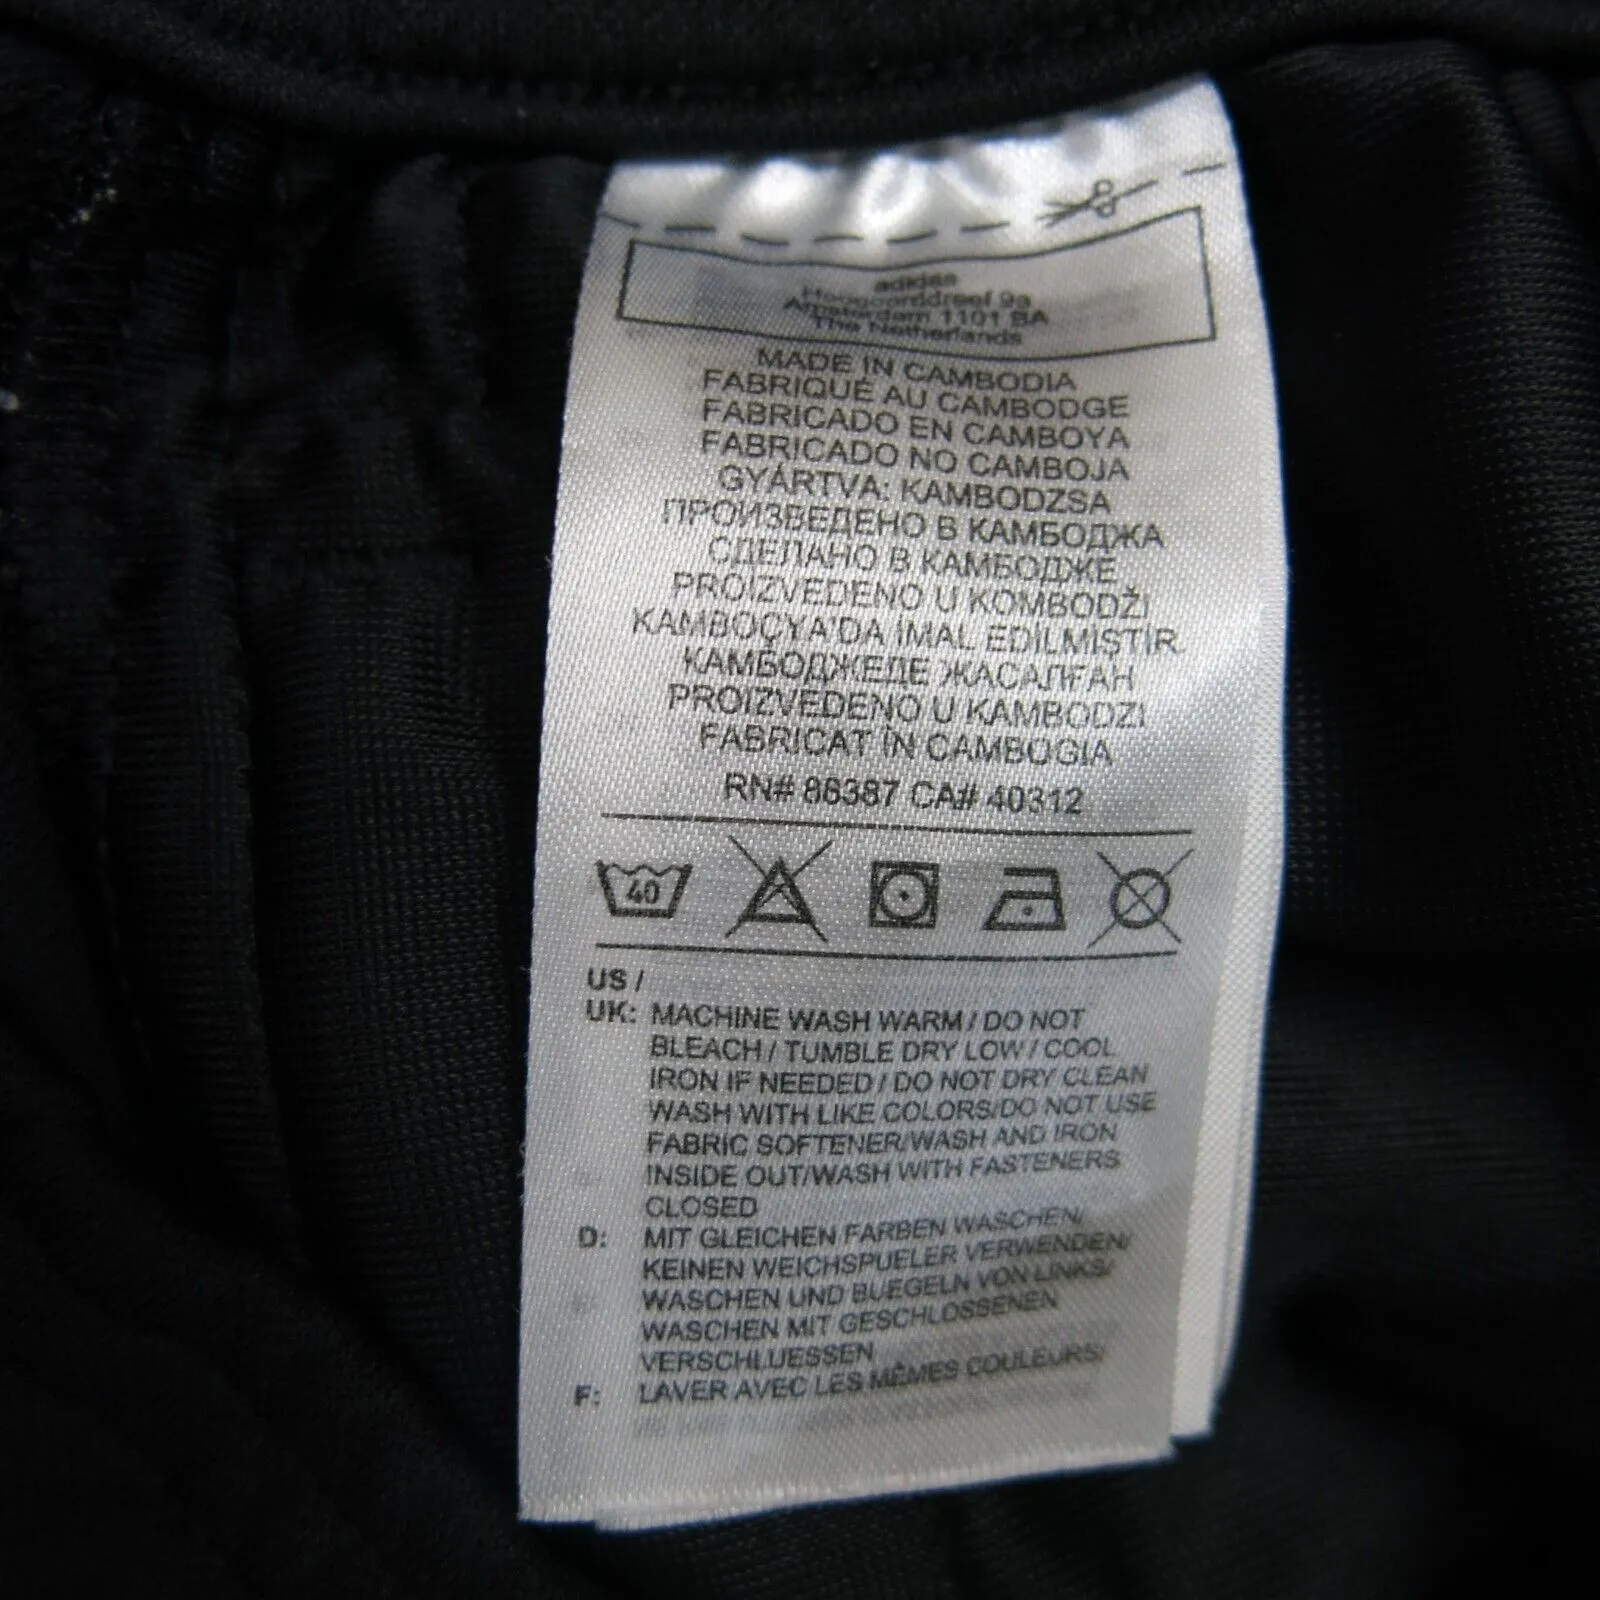 adidas
Hoogoorddreef 9a
Amsterdam 1101 BA
The Netherlands
MADE IN CAMBODIA
FABRIQUÉ AU CAMBODGE
FABRICADO EN CAMBOYA
FABRICADO NO CAMBOJA
GYÁRTVA: KAMBODZSA
ПРОИЗВЕДЕНО В КАМБОДЖА
СДЕЛАНО В КАМБОДЖЕ
PROIZVEDENO U KOMBODŽI
KAMBOÇYA'DA İMAL EDİLMİŞTİR
КАМБОДЖЕДЕ ЖАСАЛҒАН
PROIZVEDENO U KAMBODZI
FABRICAT ÎN CAMBOGIA
RN# 88387 CA# 40312
40
US /
UK: MACHINE WASH WARM / DO NOT
BLEACH / TUMBLE DRY LOW / COOL
IRON IF NEEDED / DO NOT DRY CLEAN
WASH WITH LIKE COLORS/DO NOT USE
FABRIC SOFTENER/WASH AND IRON
INSIDE OUT/WASH WITH FASTENERS
CLOSED
D: MIT GLEICHEN FARBEN WASCHEN/
KEINEN WEICHSPUELER VERWENDEN/
WASCHEN UND BUEGELN VON LINKS/
WASCHEN MIT GESCHLOSSENEN
VERSCHLUESSEN
F: LAVER AVEC LES MÊMES COULEURS/